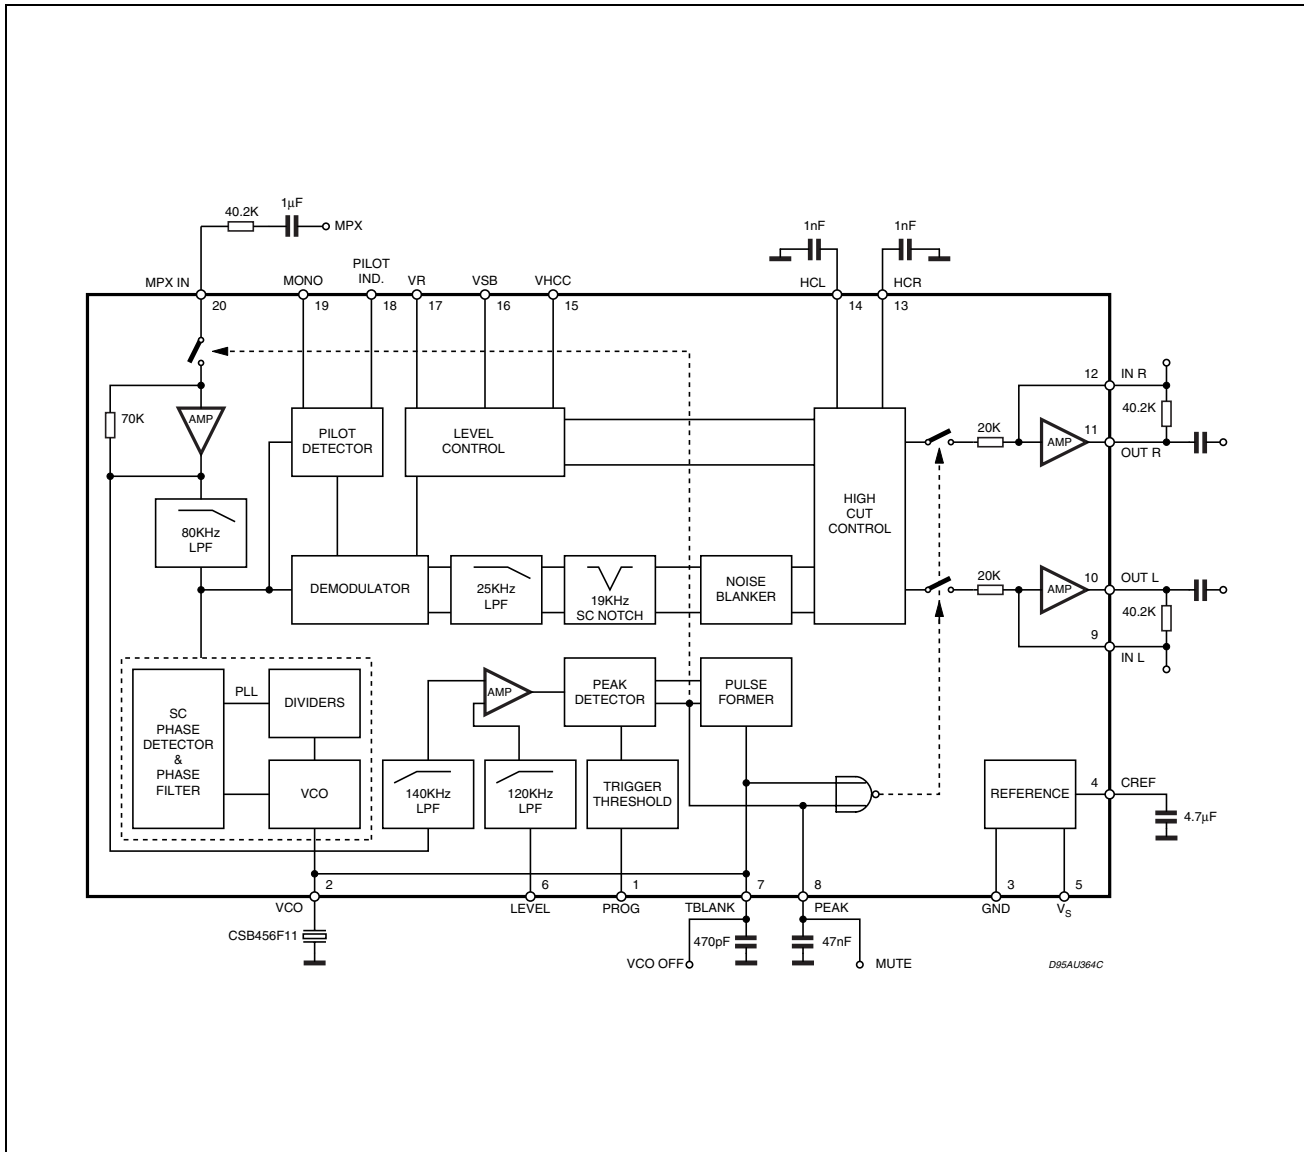 40.2K
1µF
MPX
1nF
1nF
MPX IN
MONO
PILOT
IND.
VR
VSB
VHCC
HCL
HCR
20
19
18
17
16
15
14
13
12
IN R
70K
AMP
PILOT
DETECTOR
LEVEL
CONTROL
40.2K
20K
AMP
11
OUT R
HIGH
CUT
CONTROL
80KHz
LPF
DEMODULATOR
25KHz
LPF
19KHz
SC NOTCH
NOISE
BLANKER
20K
AMP
10
OUT L
40.2K
9
IN L
SC
PHASE
DETECTOR
&
PHASE
FILTER
PLL
DIVIDERS
VCO
AMP
PEAK
DETECTOR
PULSE
FORMER
140KHz
LPF
120KHz
LPF
TRIGGER
THRESHOLD
REFERENCE
4
CREF
4.7µF
2
6
1
7
8
3
5
VCO
LEVEL
PROG
TBLANK
PEAK
GND
VS
CSB456F11
470pF
47nF
VCO OFF
MUTE
D95AU364C